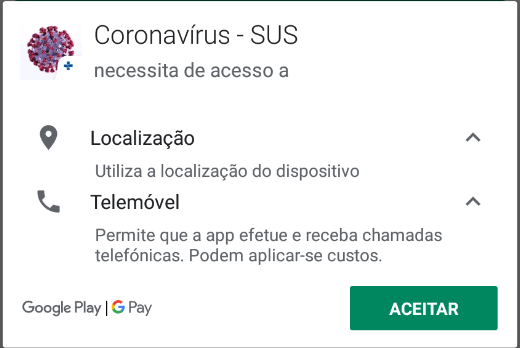 Coronavírus - SUS
necessita de acesso a
Localização
Utiliza a localização do dispositivo
Telemóvel
Permite que a app efetue e receba chamadas
telefónicas. Podem aplicar-se custos.
Google Play | G Pay
ACEITAR